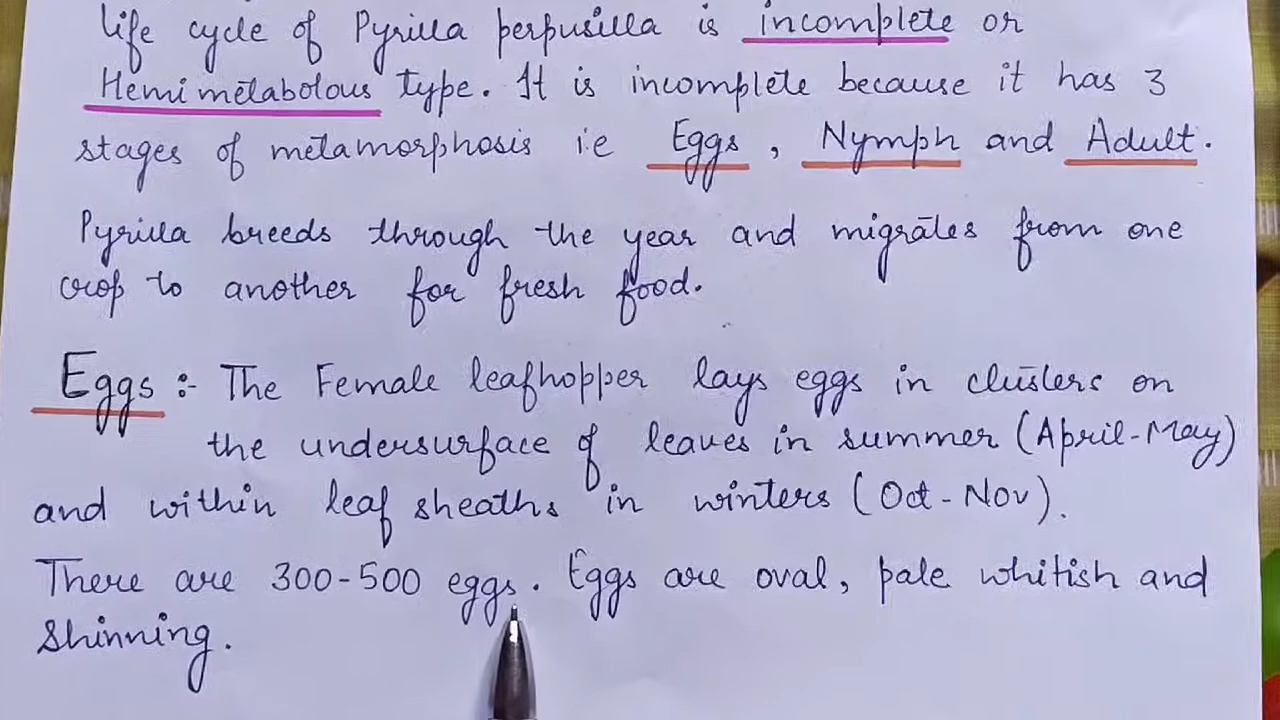 life cycle of Pyrilla perpusilla is incomplete or
Hemimetabolous type. It is incomplete because it has 3
stages of metamorphosis i.e Eggs, Nymph and Adult.
Pyrilla breeds through the year and migrates from one
crop to another for fresh food.
Eggs :- The Female leafhopper lays eggs in clusters on
the undersurface of leaves in summer (April-May)
and within leaf sheaths in winters (Oct-Nov).
There are 300-500 eggs. Eggs are oval, pale whitish and
Shinning.